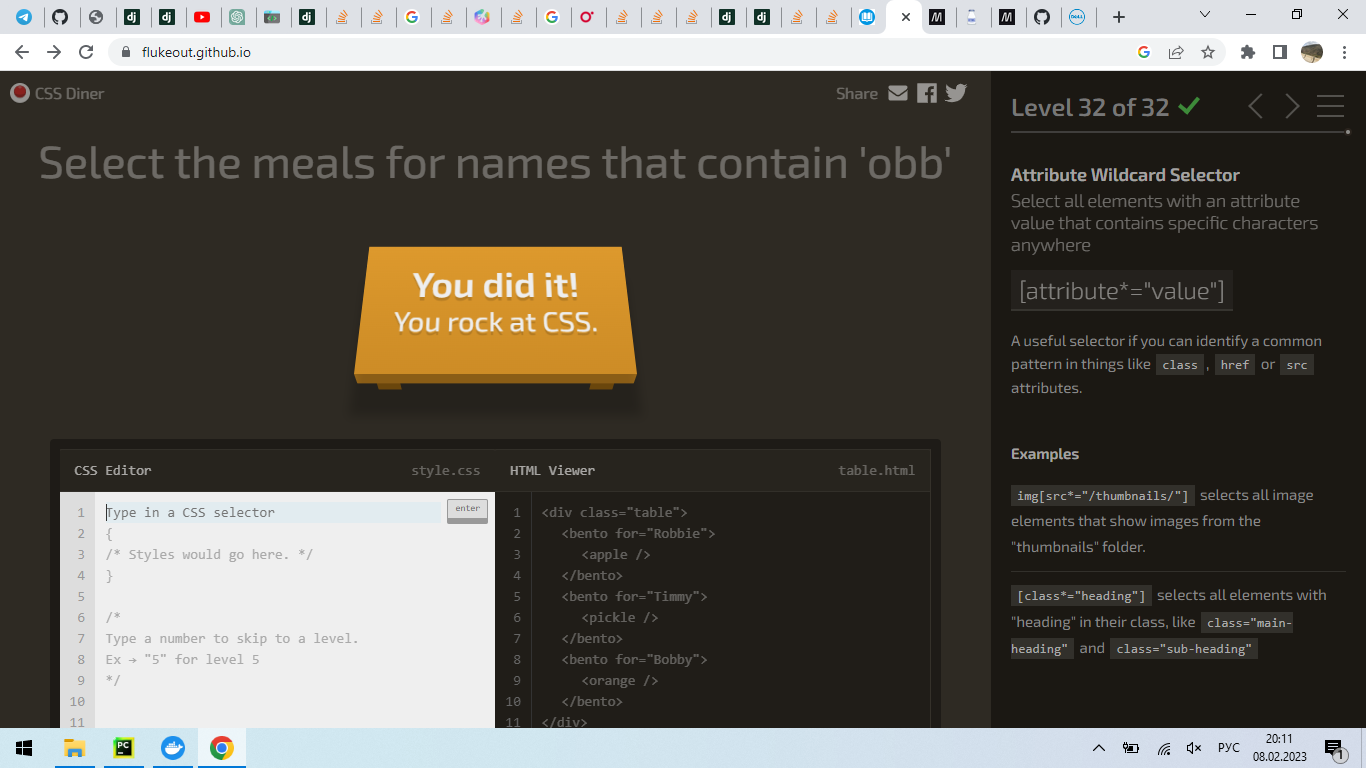 flukeout.github.io
CSS Diner
Share
Select the meals for names that contain 'obb'
You did it!
You rock at CSS.
CSS Editor
style.css
HTML Viewer
table.html
1
2
3
4
5
6
7
8
9
10
11
Type in a CSS selector
enter
{
/* Styles would go here. */
}
/*
Type a number to skip to a level.
Ex → "5" for level 5
*/
1
2
3
4
5
6
7
8
9
10
11
<div class="table">
<bento for="Robbie">
<apple />
</bento>
<bento for="Timmy">
<pickle />
</bento>
<bento for="Bobby">
<orange />
</bento>
</div>
Level 32 of 32
Attribute Wildcard Selector
Select all elements with an attribute
value that contains specific characters
anywhere
[attribute*="value"]
A useful selector if you can identify a common
pattern in things like class , href or src
attributes.
Examples
img[src*="/thumbnails/"] selects all image
elements that show images from the
"thumbnails" folder.
[class*="heading"] selects all elements with
"heading" in their class, like class="main-
heading" and class="sub-heading"
РУС
20:11
08.02.2023
1